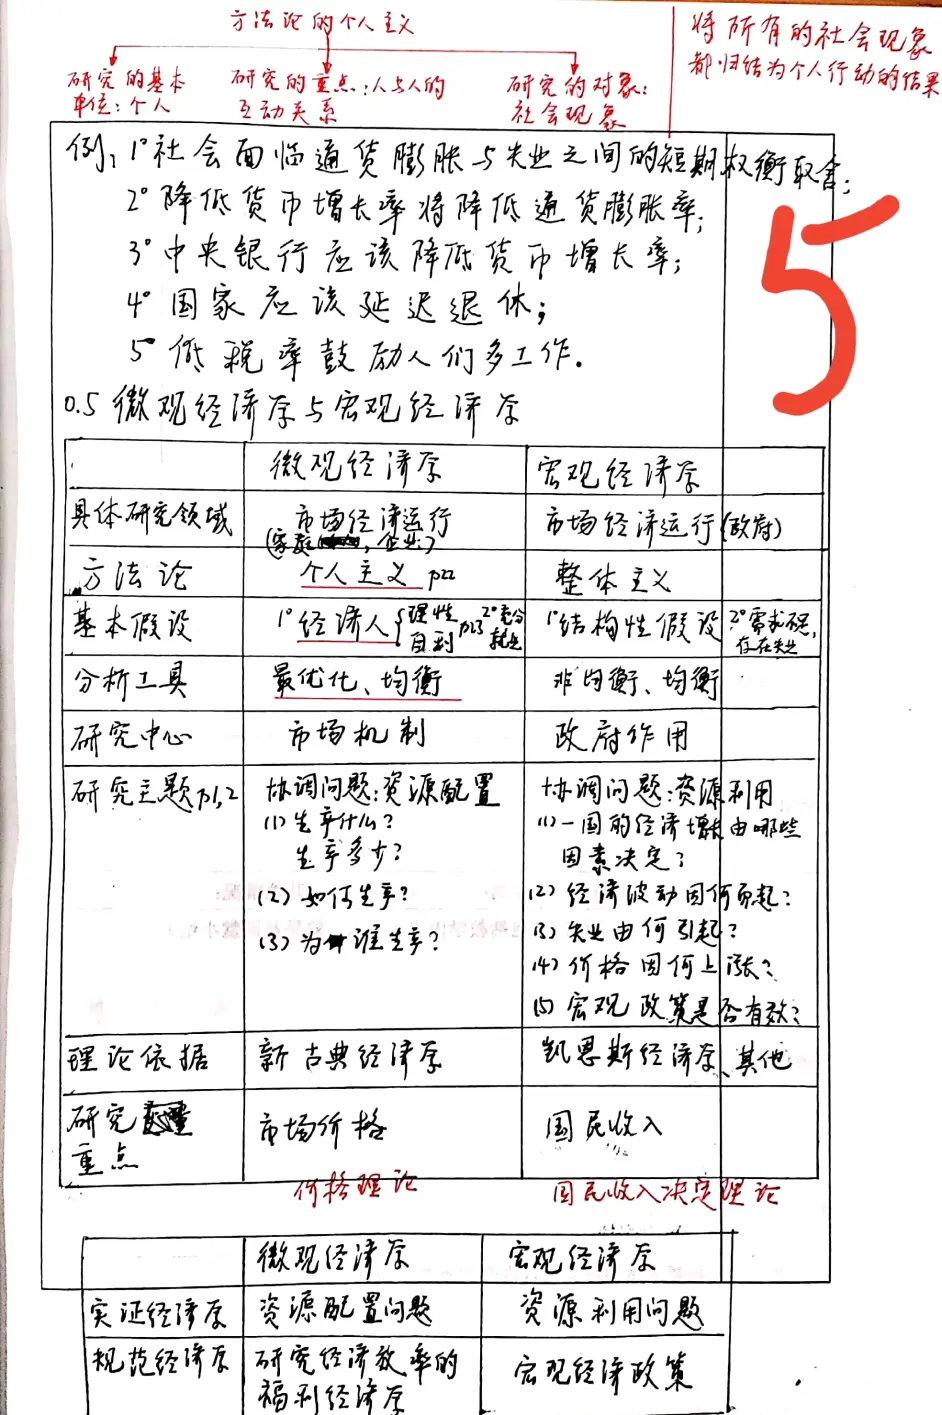 方法论的个人主义
研究的基本
单位：个人
研究的重点：人与人的
互动关系
研究的对象：
社会现象
将所有的社会现象
都归结为个人行动的结果
例：1°社会面临通货膨胀与失业之间的短期权衡取舍；
2°降低货币增长率将降低通货膨胀率；
3°中央银行应该降低货币增长率；
4°国家应该延迟退休；
5°低税率鼓励人们多工作。
5
0.5 微观经济学与宏观经济学
微观经济学 宏观经济学
具体研究领域 市场经济运行 市场经济运行(政府)
(家庭，企业)
方法论 个人主义 p22 整体主义
基本假设 1°经济人{理性 自利 p23 2°充分就业 1°结构性假设 2°需求不足，存在失业
分析工具 最优化、均衡 非均衡、均衡
研究中心 市场机制 政府作用
研究主题p1,2 协调问题：资源配置 协调问题：资源利用
(1)生产什么？
生产多少？
(2)如何生产？
(3)为谁生产？
(1)一国的经济增长由哪些
因素决定？
(2)经济波动因何而起？
(3)失业由何引起？
(4)价格因何上涨？
(5)宏观政策是否有效？
理论依据 新古典经济学 凯恩斯经济学、其他
研究
重点 市场价格 国民收入
价格理论 国民收入决定理论
微观经济学 宏观经济学
实证经济学 资源配置问题 资源利用问题
规范经济学 研究经济效率的
福利经济学 宏观经济政策